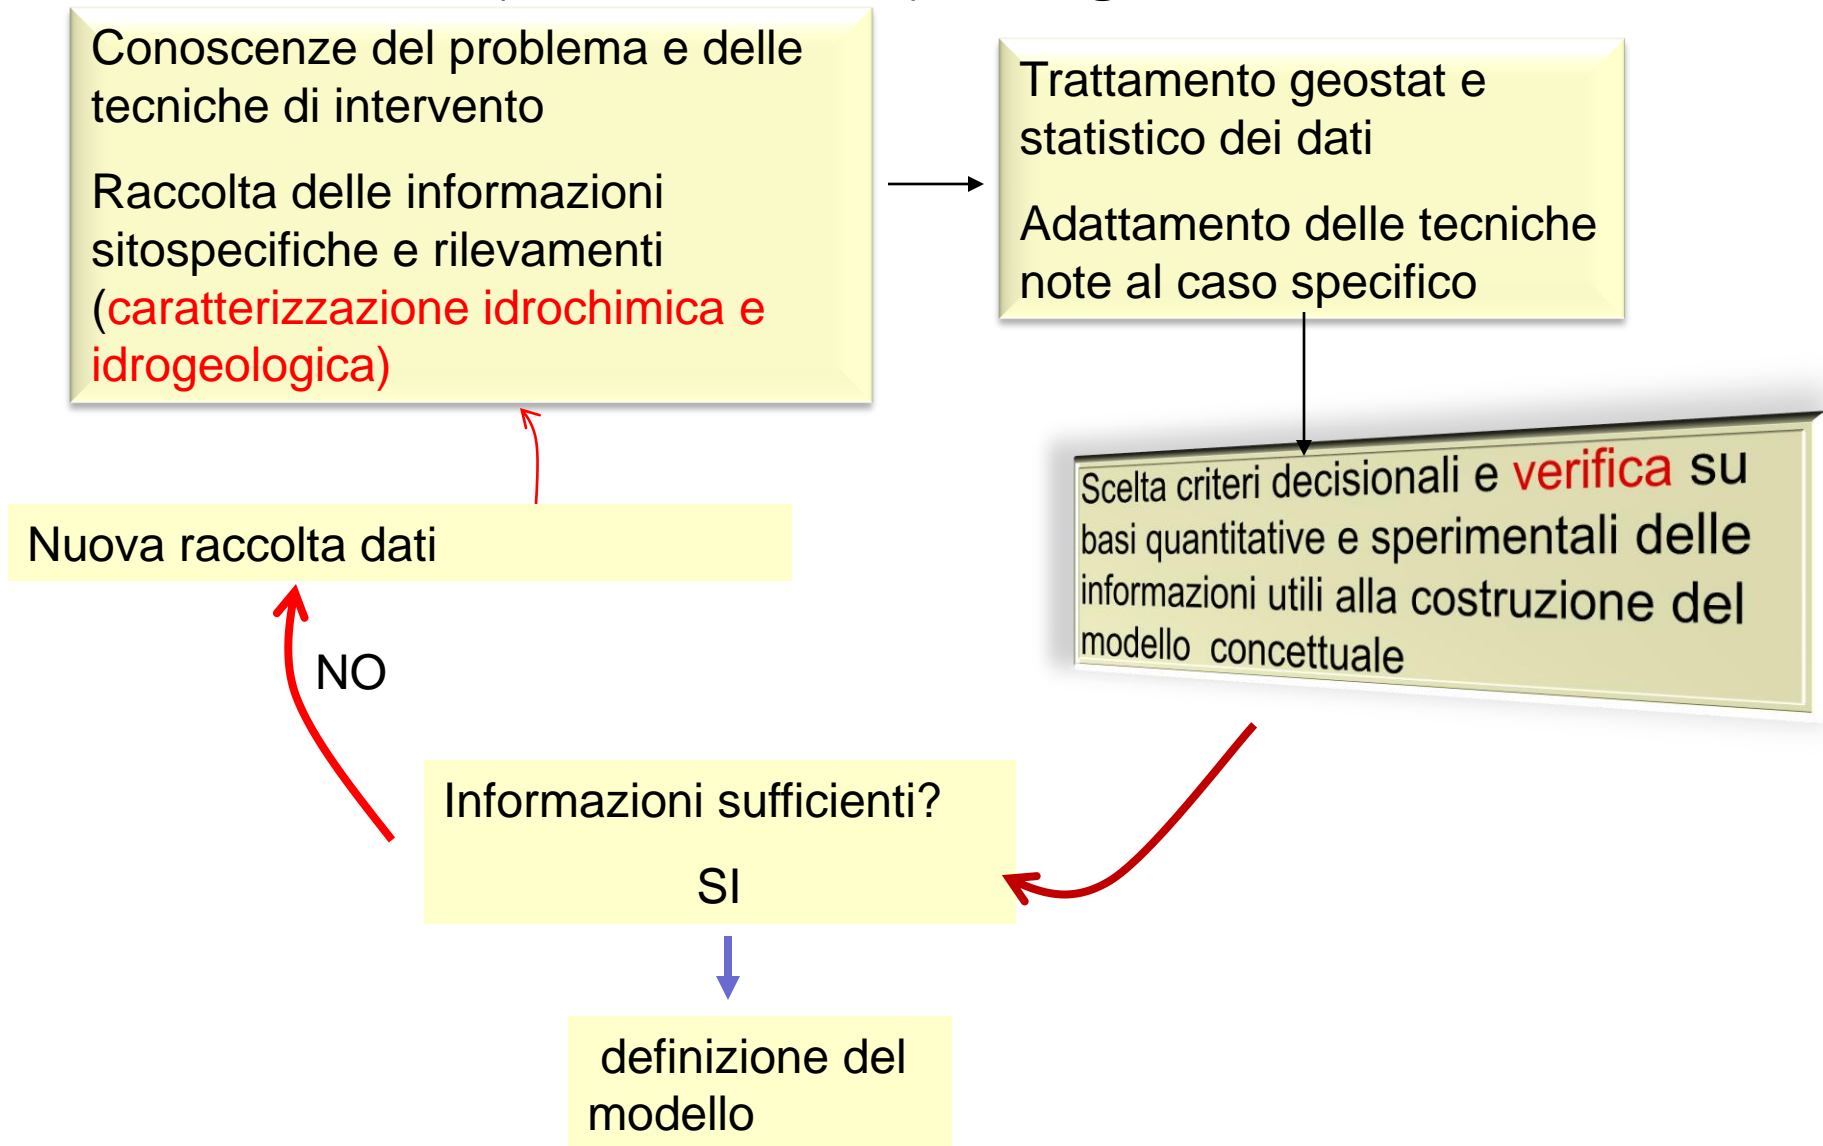 Conoscenze del problema e delle
tecniche di intervento
Raccolta delle informazioni
sitospecifiche e rilevamenti
(caratterizzazione idrochimica e
idrogeologica)
Trattamento geostat e
statistico dei dati
Adattamento delle tecniche
note al caso specifico
Scelta criteri decisionali e verifica su
basi quantitative e sperimentali delle
informazioni utili alla costruzione del
modello concettuale
Nuova raccolta dati
NO
Informazioni sufficienti?
SI
definizione del
modello